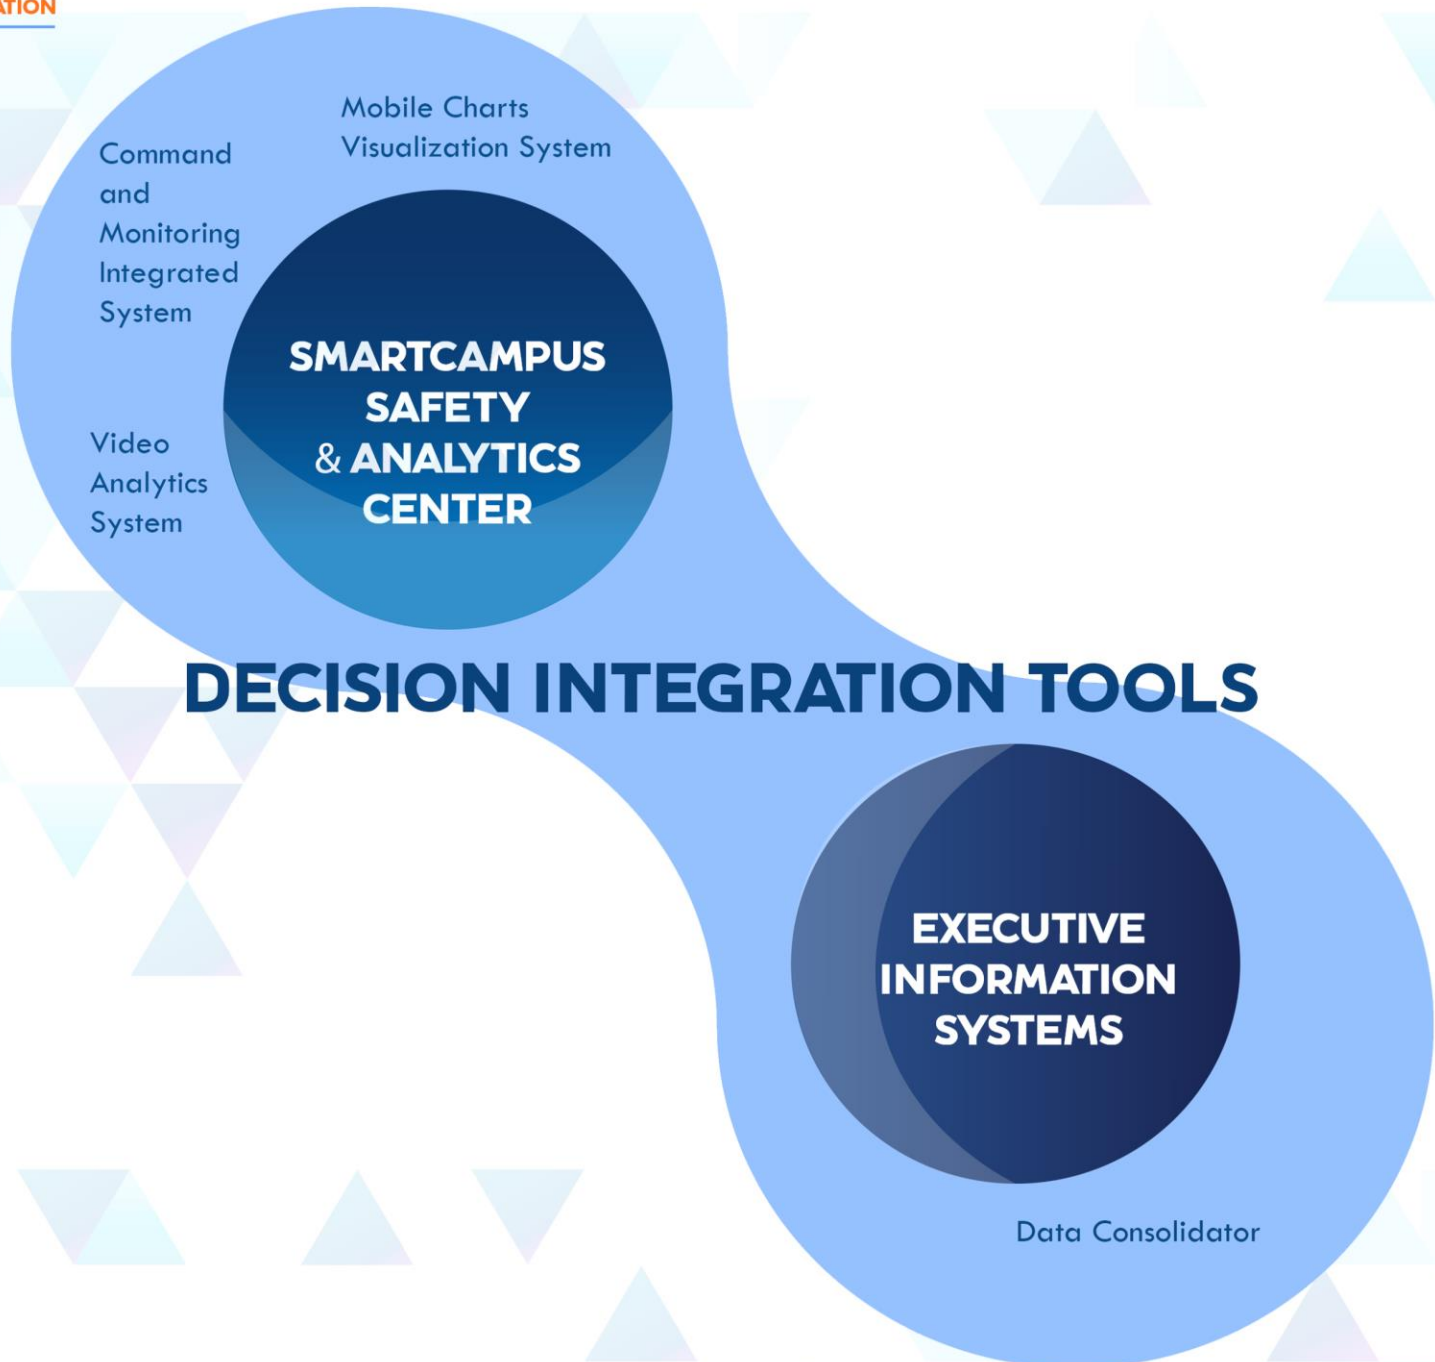 Mobile Charts
Visualization System
Command
and
Monitoring
Integrated
System
SMARTCAMPUS
SAFETY
& ANALYTICS
CENTER
Video
Analytics
System
DECISION INTEGRATION TOOLS
EXECUTIVE
INFORMATION
SYSTEMS
Data Consolidator